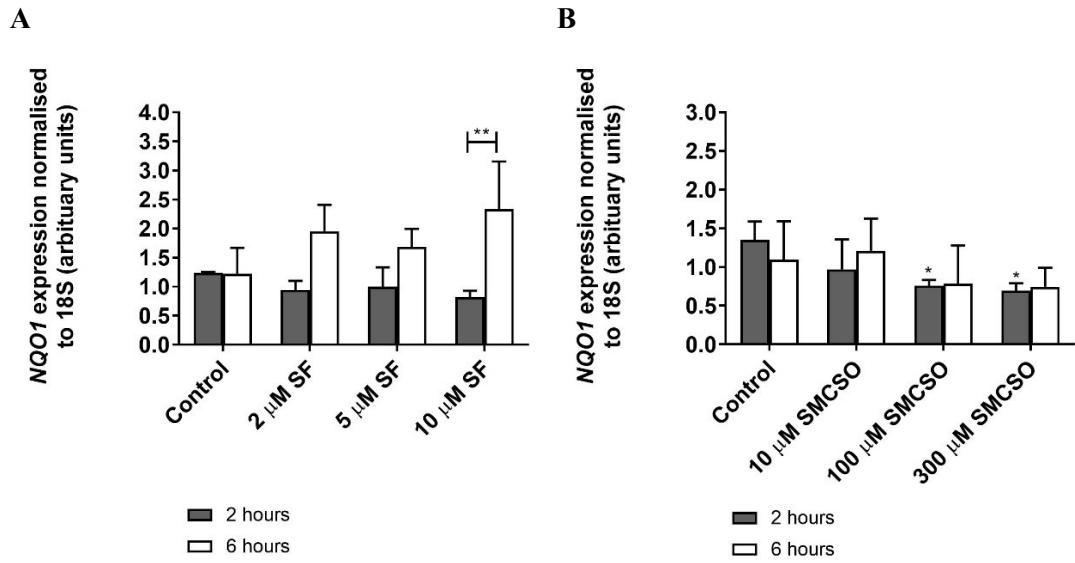 A
NQO1 expression normalised
to 18S (arbituary units)
4.0
3.5
3.0
2.5
2.0
1.5
1.0
0.5
0.0
**
Control
2 μM SF
5 μM SF
10 μM SF
2 hours
6 hours
B
NQO1 expression normalised
to 18S (arbituary units)
3.0
2.5
2.0
1.5
1.0
0.5
0.0
*
*
Control
10 μM SMCSO
100 μM SMCSO
300 μM SMCSO
2 hours
6 hours